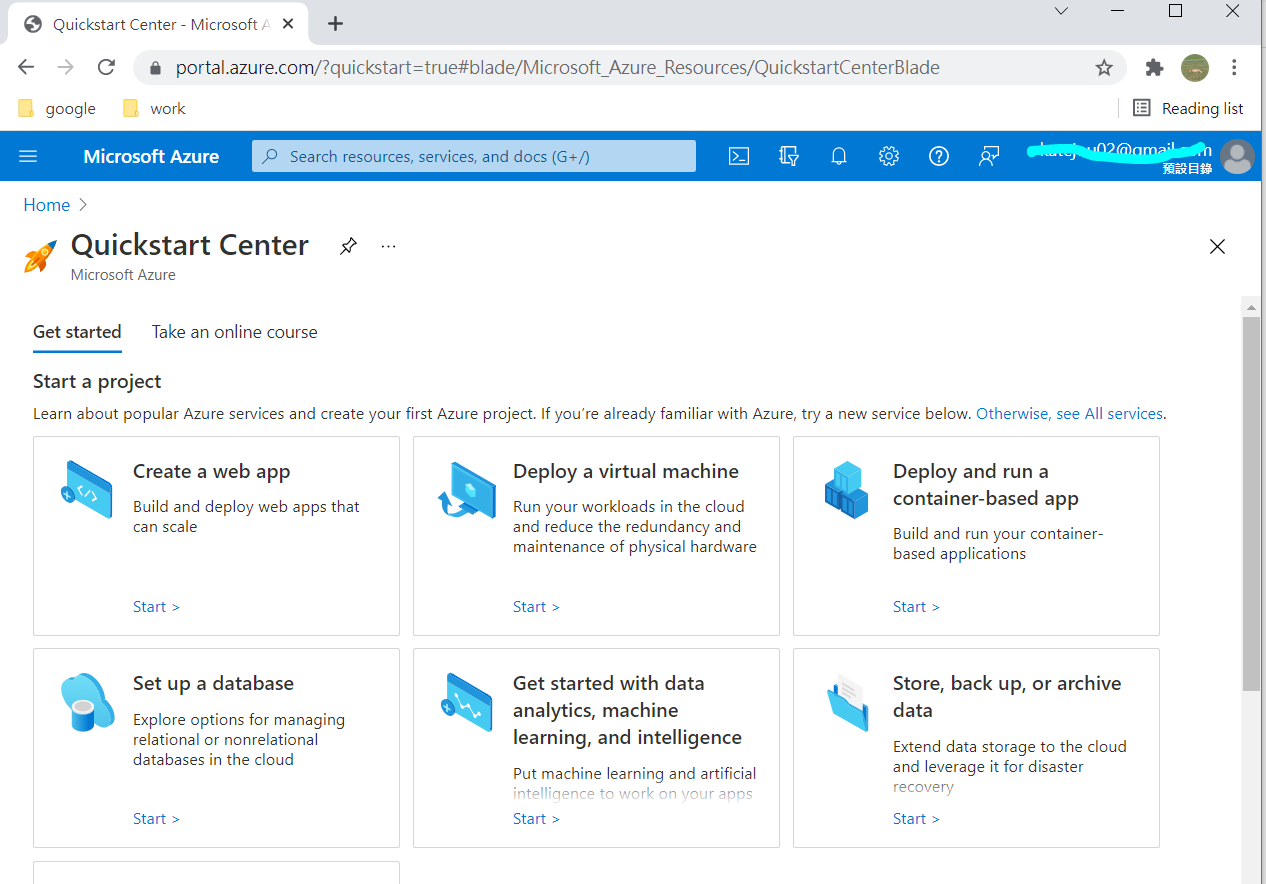 Quickstart Center - Microsoft A
portal.azure.com/?quickstart=true#blade/Microsoft_Azure_Resources/QuickstartCenterBlade
google work Reading list
Microsoft Azure Search resources, services, and docs (G+/)
預設目錄
Home
Quickstart Center
Microsoft Azure
Get started Take an online course
Start a project
Learn about popular Azure services and create your first Azure project. If you're already familiar with Azure, try a new service below. Otherwise, see All services.
Create a web app
Build and deploy web apps that
can scale
Start >
Deploy a virtual machine
Run your workloads in the cloud
and reduce the redundancy and
maintenance of physical hardware
Start >
Deploy and run a
container-based app
Build and run your container-
based applications
Start >
Set up a database
Explore options for managing
relational or nonrelational
databases in the cloud
Start >
Get started with data
analytics, machine
learning, and intelligence
Put machine learning and artificial
intelligence to work on your apps
Start >
Store, back up, or archive
data
Extend data storage to the cloud
and leverage it for disaster
recovery
Start >